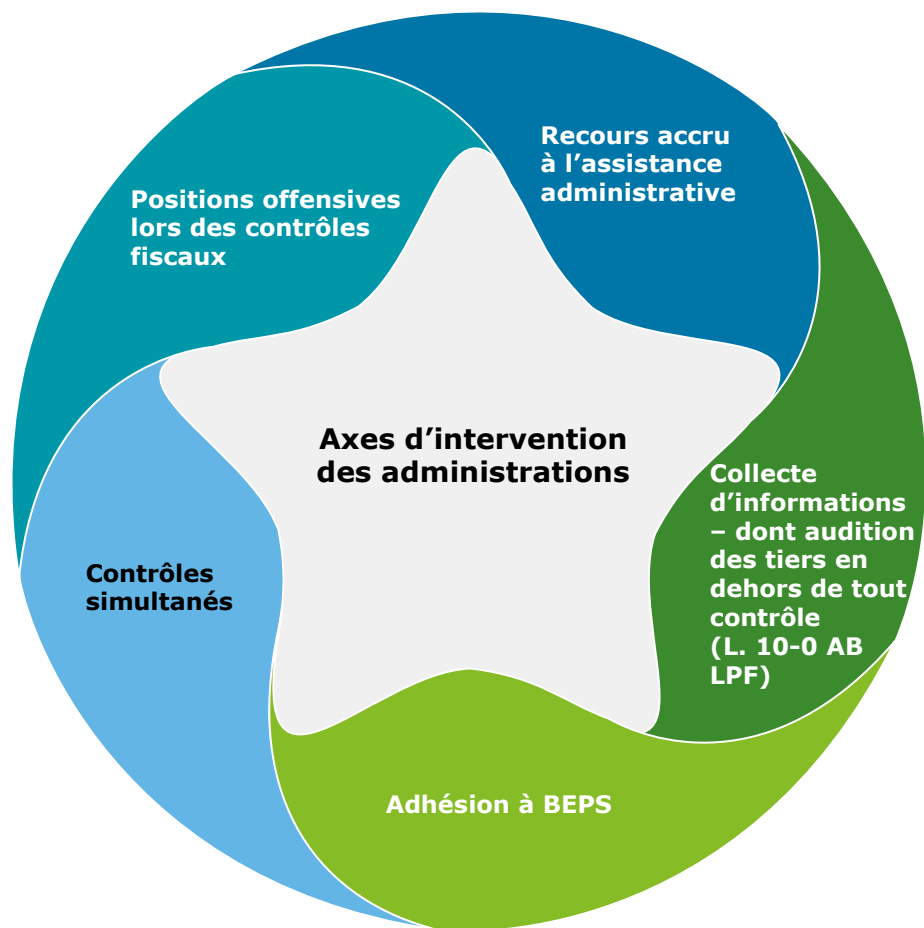 Recours accru
à l’assistance
administrative
Positions offensives
lors des contrôles
fiscaux
Axes d’intervention
des administrations
Collecte
d’informations
– dont audition
des tiers en
dehors de tout
contrôle
(L. 10-0 AB
LPF)
Contrôles
simultanés
Adhésion à BEPS